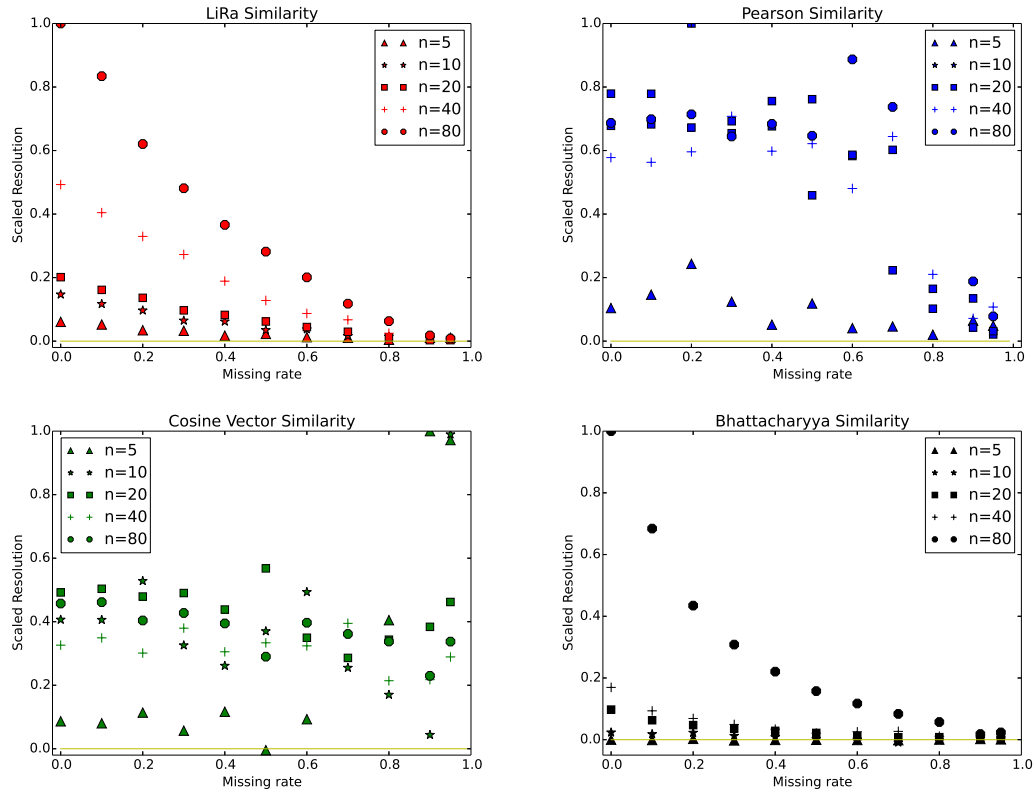 LiRa Similarity
1.0
0.8
0.6
0.4
0.2
0.0
Scaled Resolution
n=5
n=10
n=20
n=40
n=80
0.0 0.2 0.4 0.6 0.8 1.0
Missing rate
Pearson Similarity
1.0
0.8
0.6
0.4
0.2
0.0
Scaled Resolution
n=5
n=10
n=20
n=40
n=80
0.0 0.2 0.4 0.6 0.8 1.0
Missing rate
Cosine Vector Similarity
1.0
0.8
0.6
0.4
0.2
0.0
Scaled Resolution
n=5
n=10
n=20
n=40
n=80
0.0 0.2 0.4 0.6 0.8 1.0
Missing rate
Bhattacharyya Similarity
1.0
0.8
0.6
0.4
0.2
0.0
Scaled Resolution
n=5
n=10
n=20
n=40
n=80
0.0 0.2 0.4 0.6 0.8 1.0
Missing rate